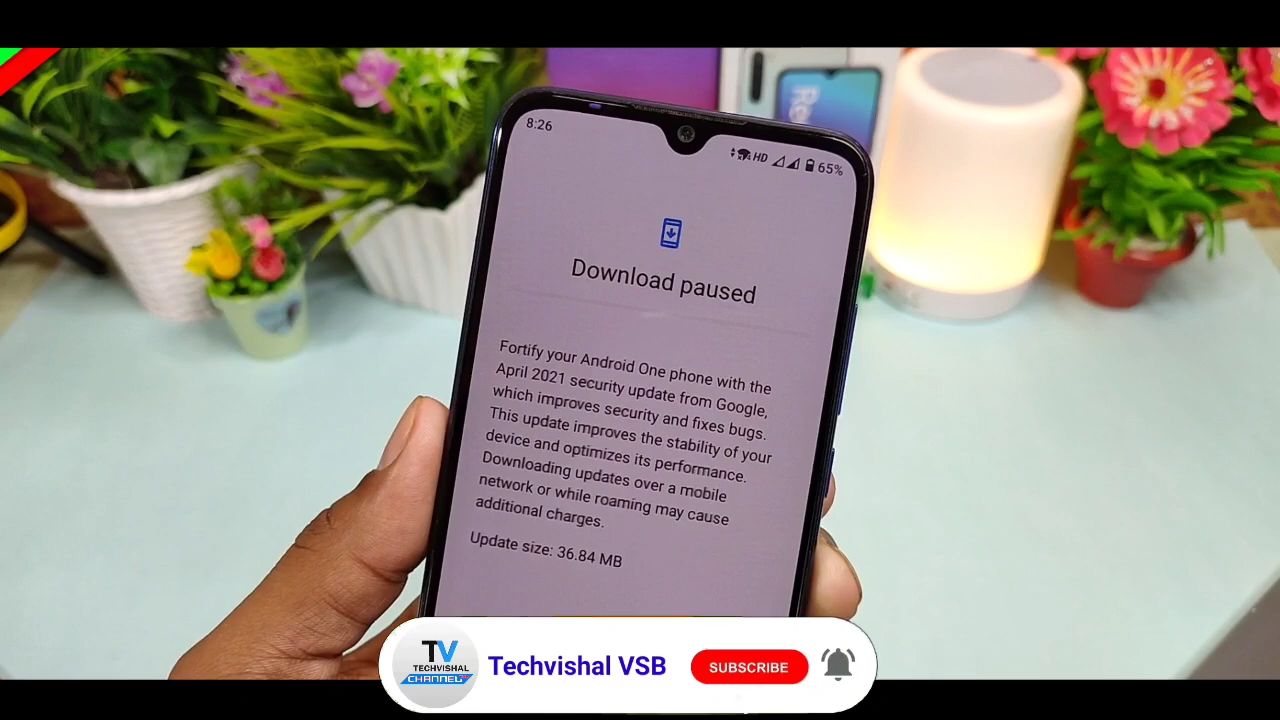 8:26
HD
65%
Download paused
Fortify your Android One phone with the
April 2021 security update from Google,
which improves security and fixes bugs.
This update improves the stability of your
device and optimizes its performance.
Downloading updates over a mobile
network or while roaming may cause
additional charges.
Update size: 36.84 MB
TV
TECHVISHAL
CHANNEL
Techvishal VSB
SUBSCRIBE